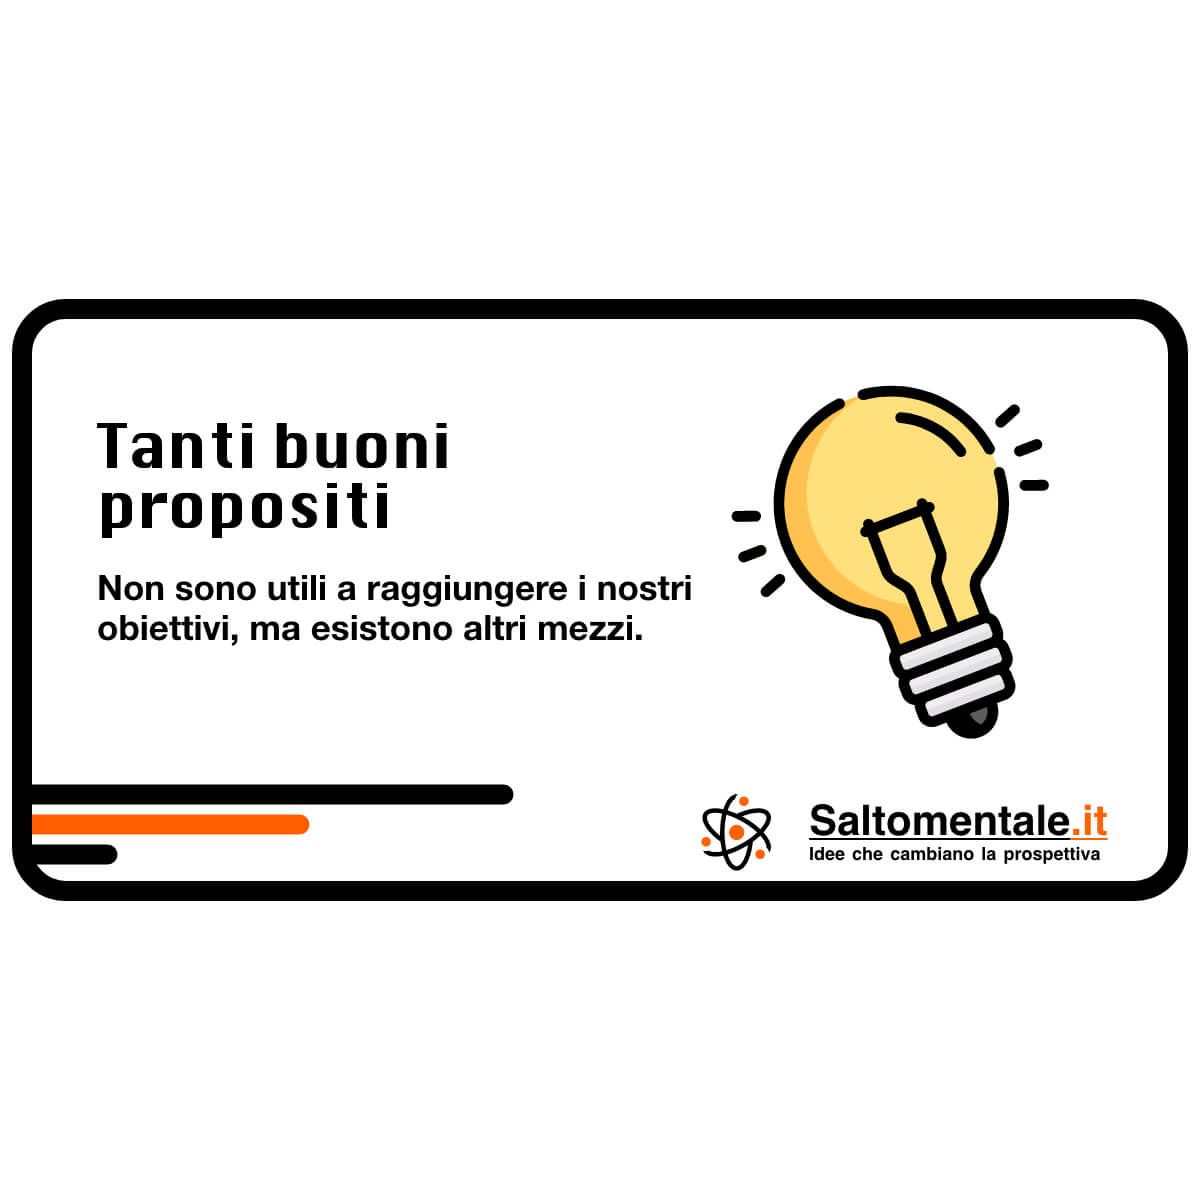 Tanti buoni
propositi
Non sono utili a raggiungere i nostri
obiettivi, ma esistono altri mezzi.
Saltomentale.it
Idee che cambiano la prospettiva